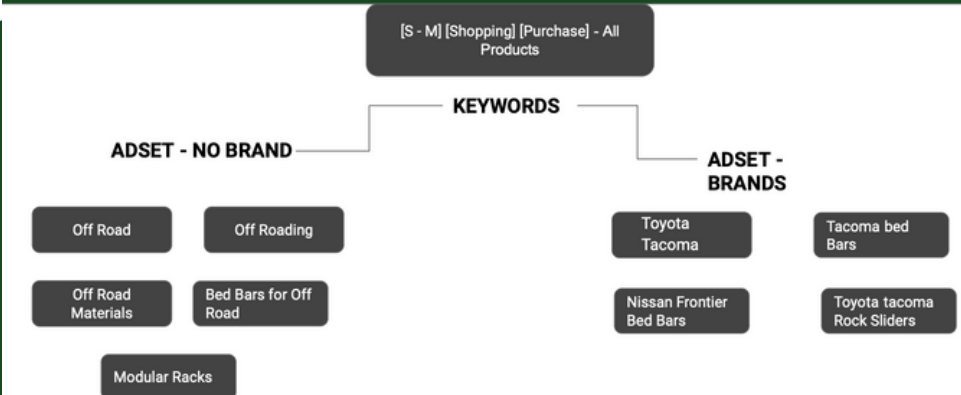 [S - M] [Shopping] [Purchase] - All
Products
KEYWORDS
ADSET - NO BRAND
ADSET -
BRANDS
Off Road
Off Roading
Toyota
Tacoma
Tacoma bed
Bars
Off Road
Materials
Bed Bars for Off
Road
Nissan Frontier
Bed Bars
Toyota tacoma
Rock Sliders
Modular Racks